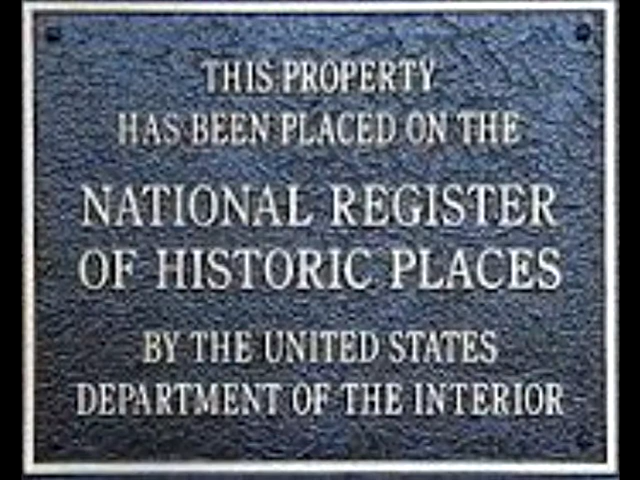 THIS PROPERTY
HAS BEEN PLACED ON THE
NATIONAL REGISTER
OF HISTORIC PLACES
BY THE UNITED STATES
DEPARTMENT OF THE INTERIOR